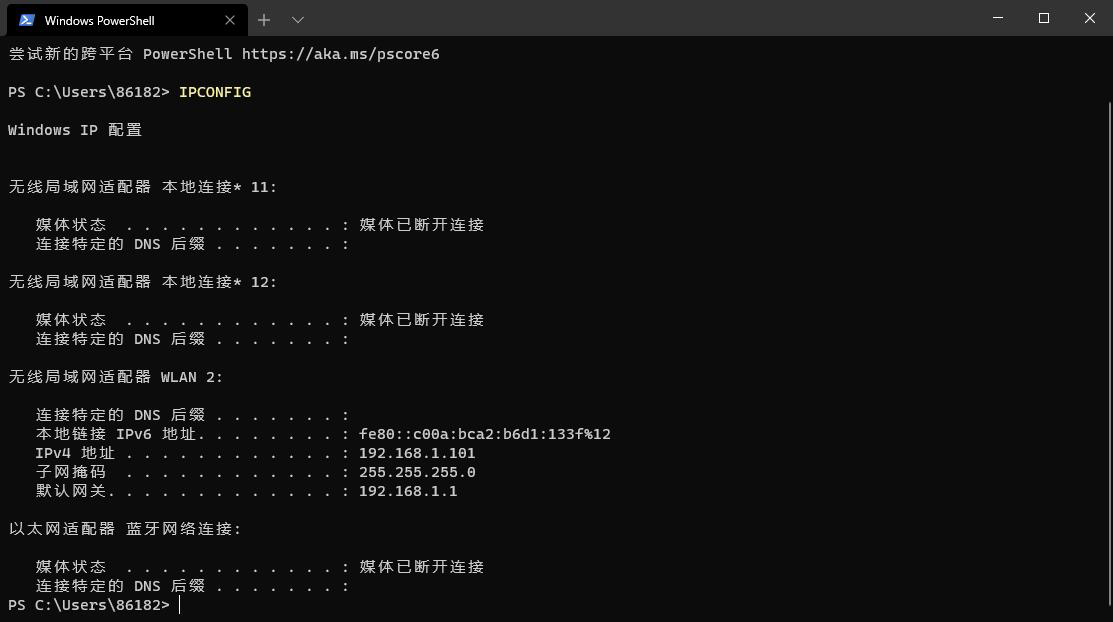 Windows PowerShell
尝试新的跨平台 PowerShell https://aka.ms/pscore6
PS C:\Users\86182> IPCONFIG
Windows IP 配置
无线局域网适配器 本地连接* 11:
媒体状态  . . . . . . . . . . . . : 媒体已断开连接
连接特定的 DNS 后缀 . . . . . . . :
无线局域网适配器 本地连接* 12:
媒体状态  . . . . . . . . . . . . : 媒体已断开连接
连接特定的 DNS 后缀 . . . . . . . :
无线局域网适配器 WLAN 2:
连接特定的 DNS 后缀 . . . . . . . :
本地链接 IPv6 地址. . . . . . . . : fe80::c00a:bca2:b6d1:133f%12
IPv4 地址 . . . . . . . . . . . . : 192.168.1.101
子网掩码  . . . . . . . . . . . . : 255.255.255.0
默认网关. . . . . . . . . . . . . : 192.168.1.1
以太网适配器 蓝牙网络连接:
媒体状态  . . . . . . . . . . . . : 媒体已断开连接
连接特定的 DNS 后缀 . . . . . . . :
PS C:\Users\86182>